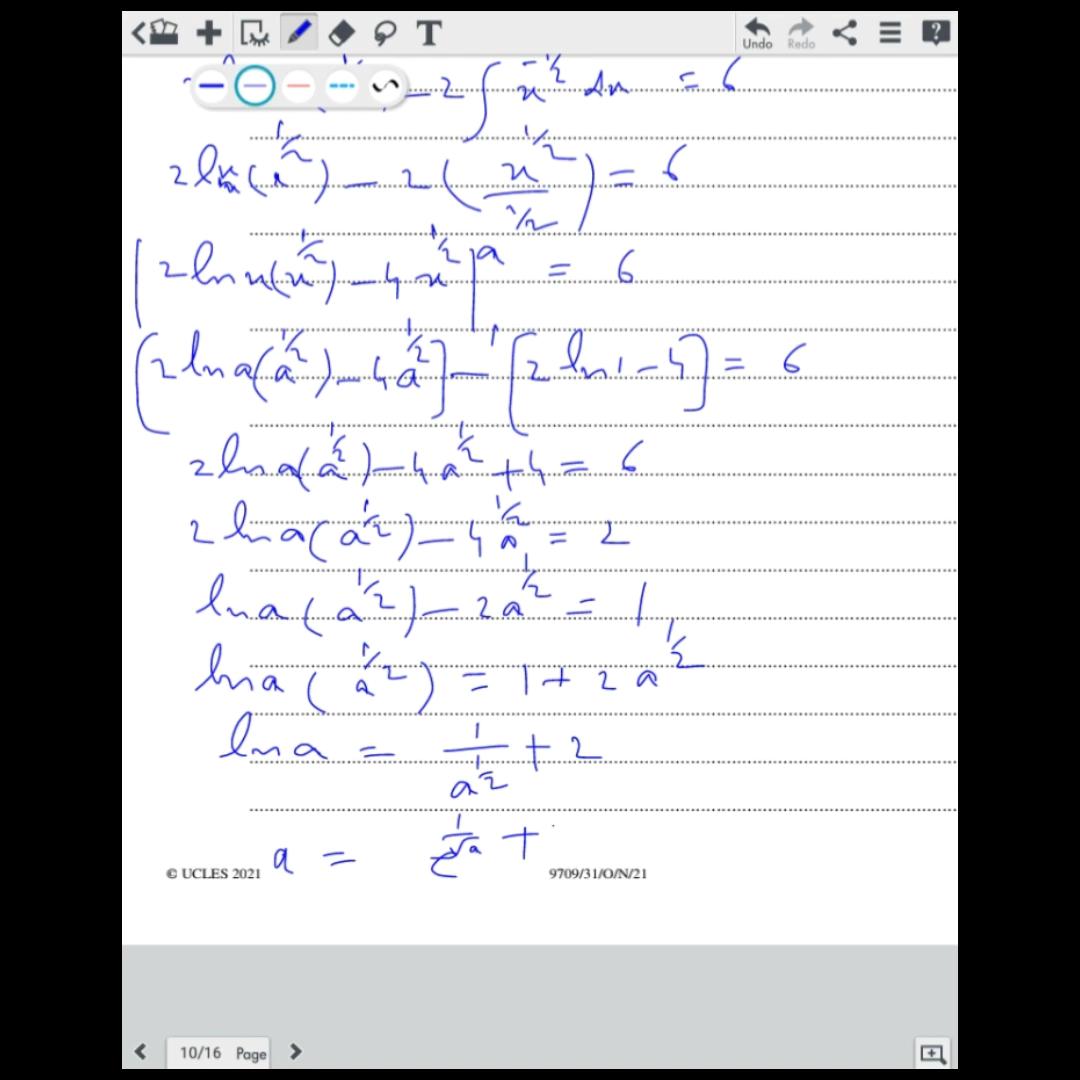 T
Undo
Redo
?
- 2 ∫ x^{-1/2} dx = 6
2 ln x (x^{1/2}) - 2 ( x^{1/2} / 1/2 ) = 6
| 2 ln x (x^{1/2}) - 4 x^{1/2} |_1^a = 6
[ 2 ln a (a^{1/2}) - 4 a^{1/2} ] - [ 2 ln 1 - 4 ] = 6
2 ln a (a^{1/2}) - 4 a^{1/2} + 4 = 6
2 ln a (a^{1/2}) - 4 a^{1/2} = 2
ln a (a^{1/2}) - 2 a^{1/2} = 1
ln a (a^{1/2}) = 1 + 2 a^{1/2}
ln a = 1 / a^{1/2} + 2
a = e^{1/√a} +
© UCLES 2021
9709/31/O/N/21
10/16 Page